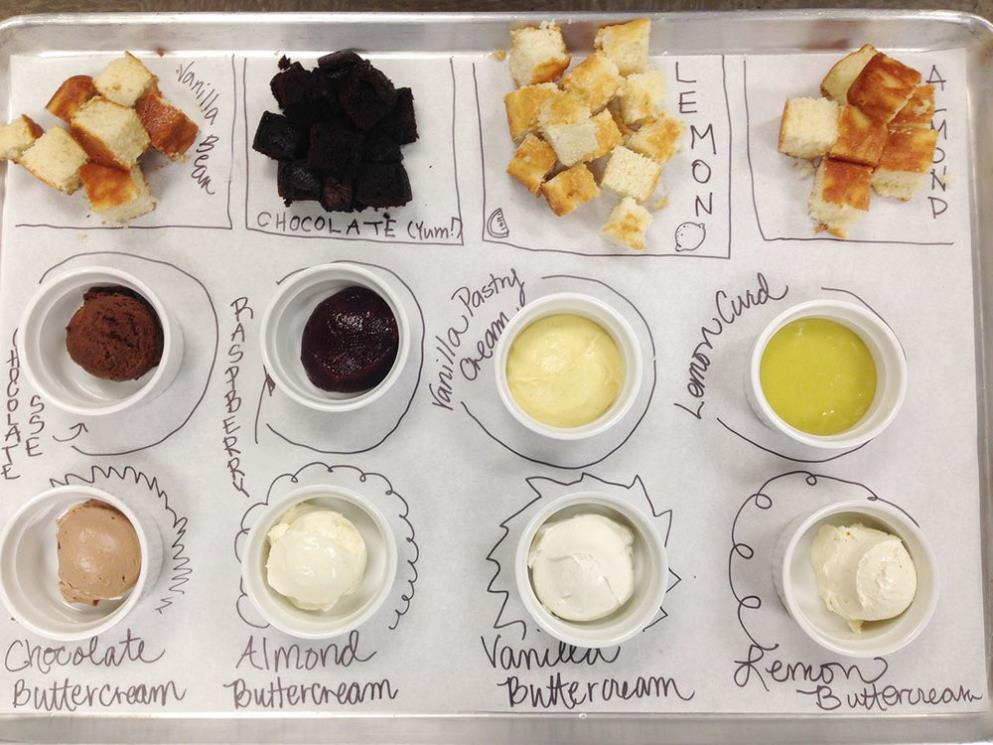 Vanilla Bean
CHOCOLATE (Yum!)
LEMON
ALMOND
RASPBERRY
Vanilla Pastry
Cream
Lemon Curd
Chocolate
Buttercream
Almond
Buttercream
Vanilla
Buttercream
Lemon
Buttercream